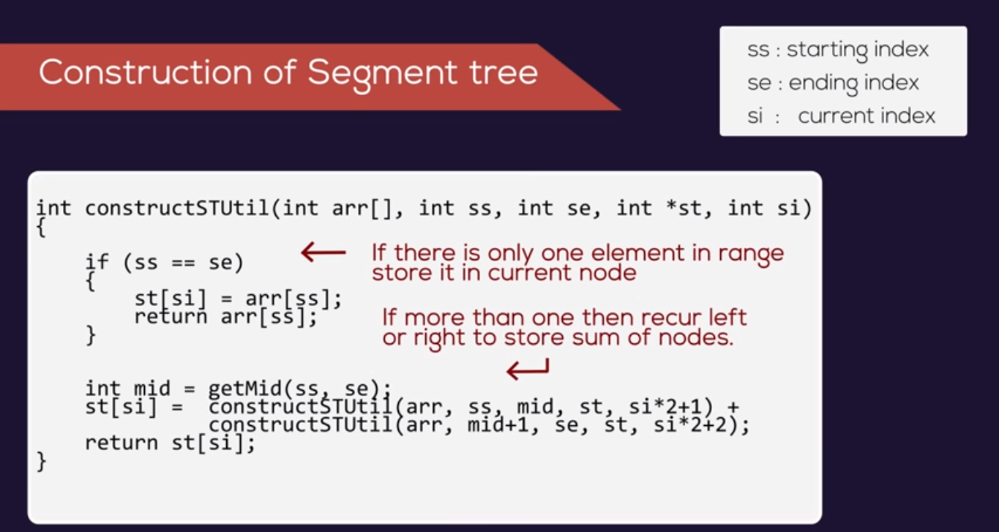 Construction of Segment tree
ss : starting index
se : ending index
si : current index
int constructSTUtil(int arr[], int ss, int se, int *st, int si)
{
if (ss == se)
If there is only one element in range
store it in current node
{
st[si] = arr[ss];
return arr[ss];
}
If more than one then recur left
or right to store sum of nodes.
int mid = getMid(ss, se);
st[si] = constructSTUtil(arr, ss, mid, st, si*2+1) +
constructSTUtil(arr, mid+1, se, st, si*2+2);
return st[si];
}